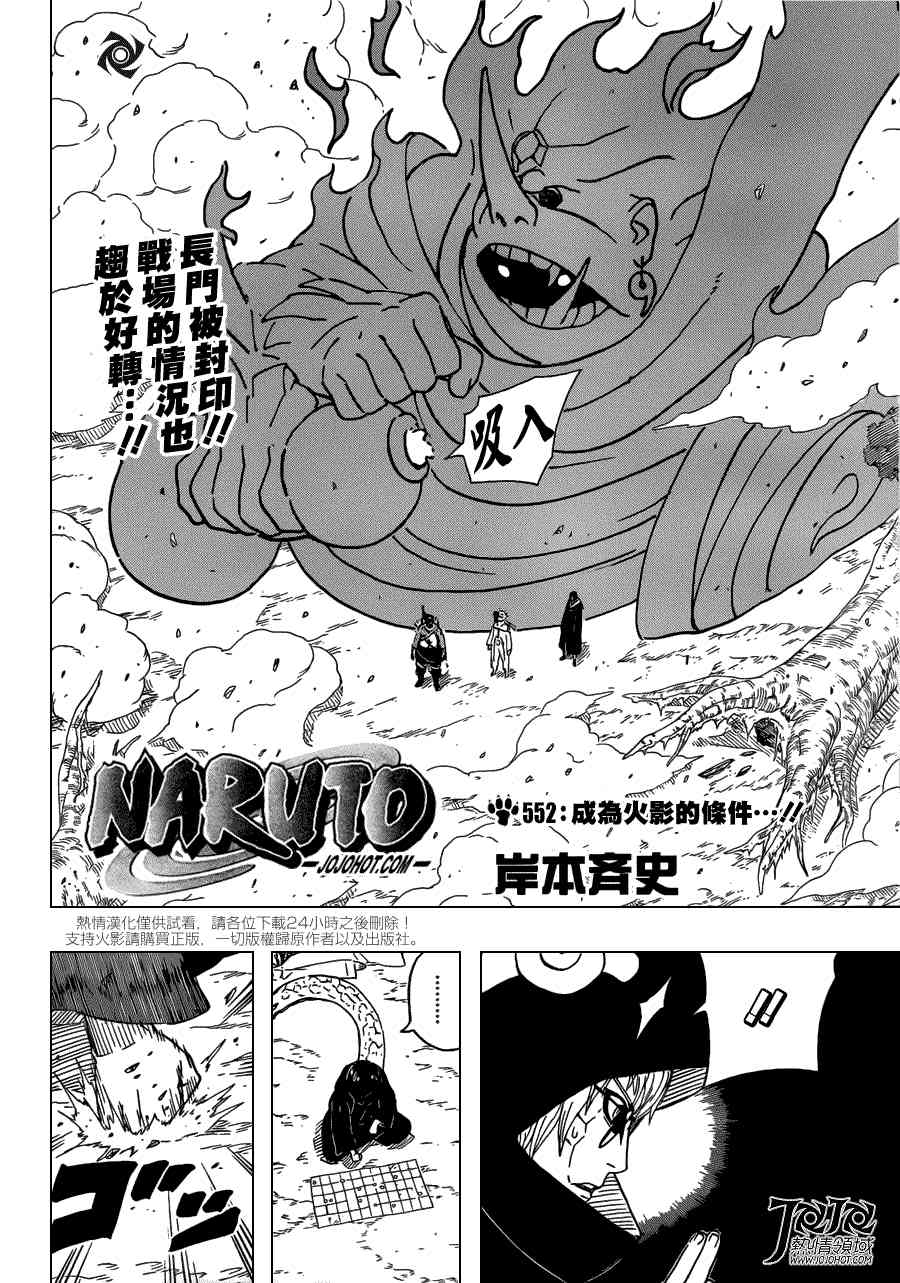 長門被封印!!
戰場的情況也
趨於好轉…!!
吸入
NARUTO
JOJOHOT.COM
552:成為火影的條件…!!
岸本斉史
熱情漢化僅供試看，請各位下載24小時之後刪除！
支持火影請購買正版，一切版權歸原作者以及出版社。
!!
………
ゴッ
JOJO
熱情領域
WWW.JOJOHOT.COM